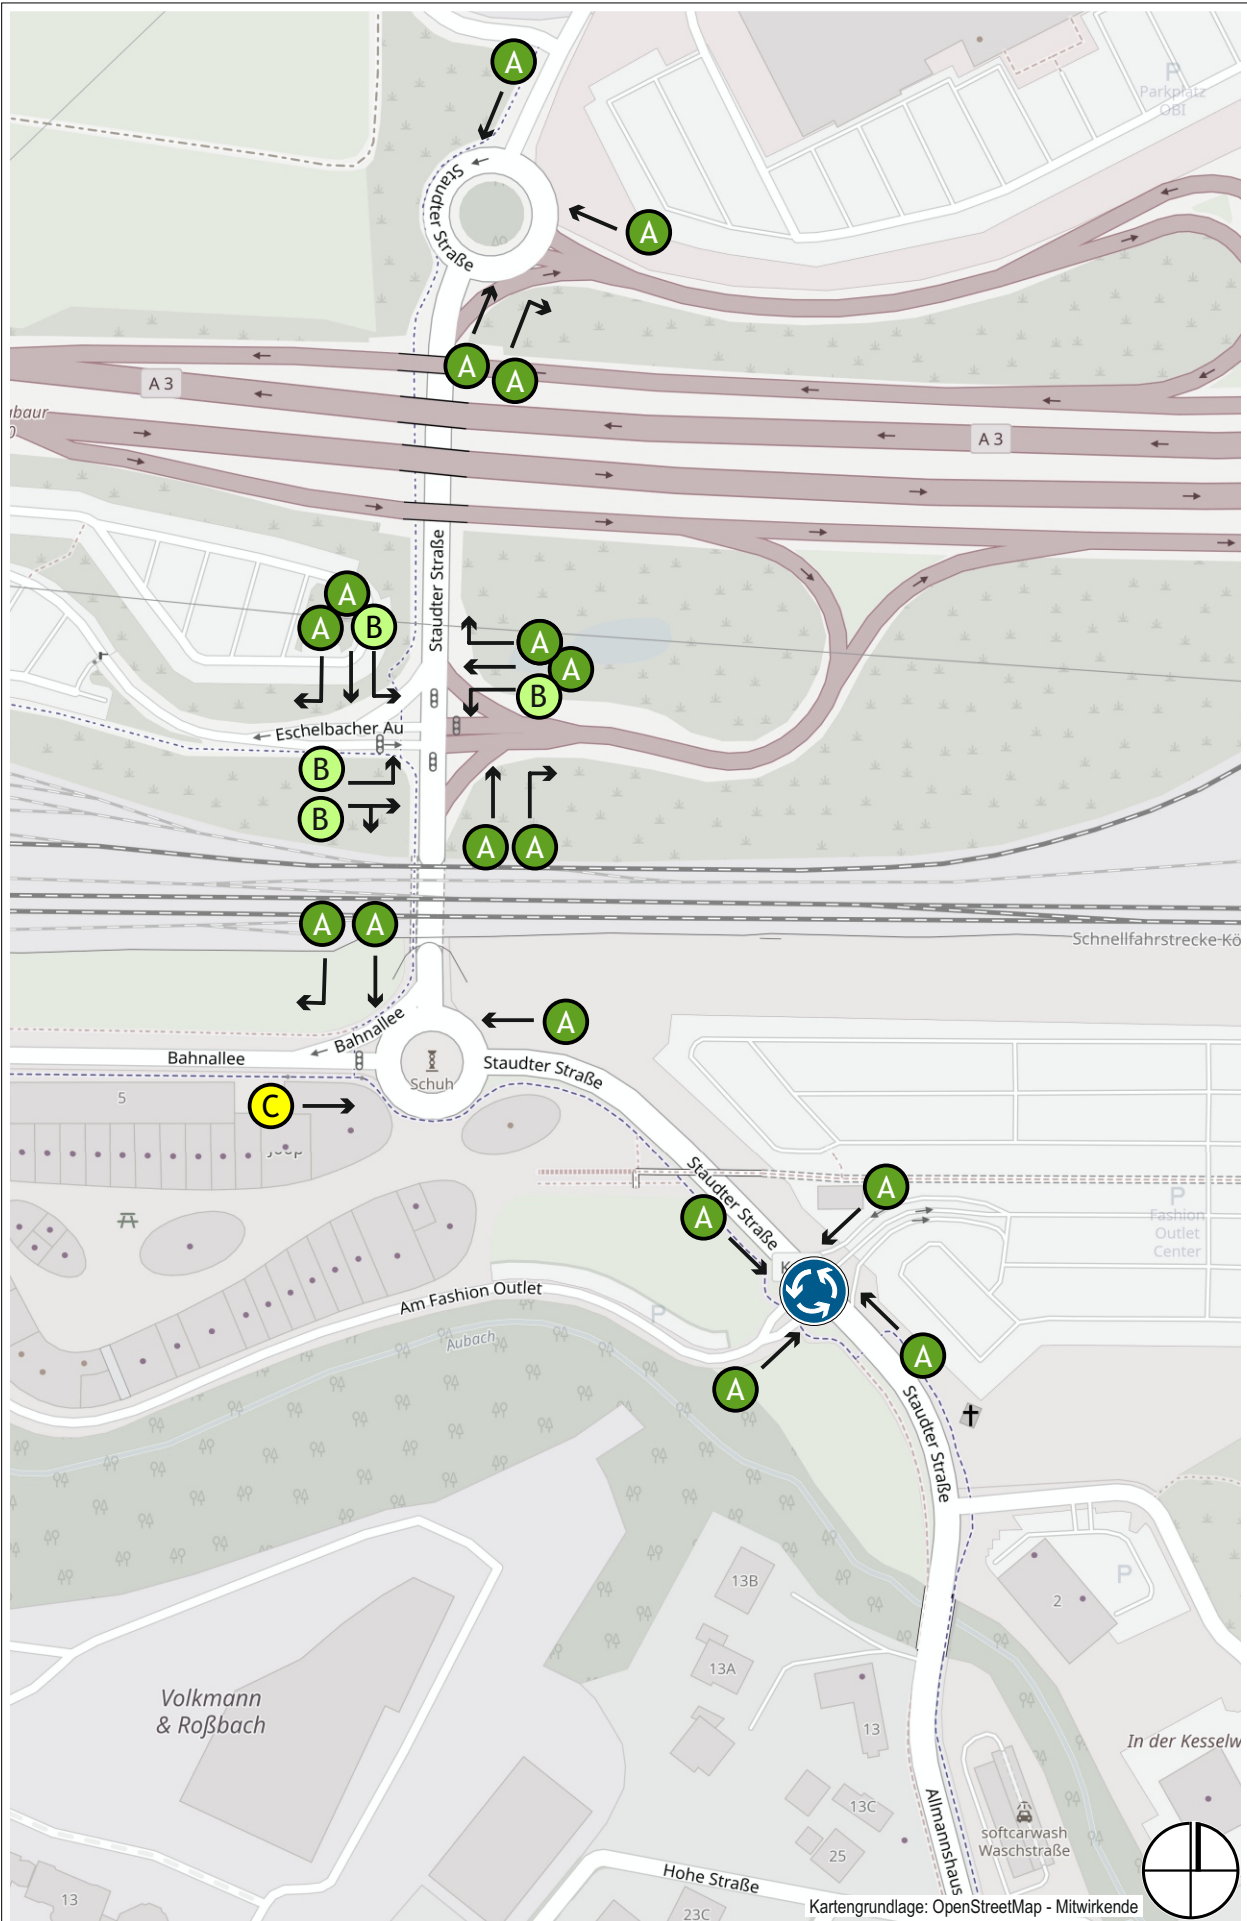 A
P
Parkplatz
OBI
Staudter Straße
A
A
A
A 3
A 3
Staudter Straße
A
A
B
A
A
B
Eschelbacher Au
B
B
A
A
A
A
Schnellfahrstrecke Kö
A
Bahnallee
Bahnallee
Staudter Straße
Schuh
5
C
Staudter Straße
A
A
P
Fashion
Outlet
Center
K
Am Fashion Outlet
P
Aubach
A
A
Staudter Straße
13B
2
P
13A
Volkmann
& Roßbach
13
In der Kesselw
Allmannshaus
13C
softcarwash
Waschstraße
25
Hohe Straße
13
23C
Kartengrundlage: OpenStreetMap - Mitwirkende